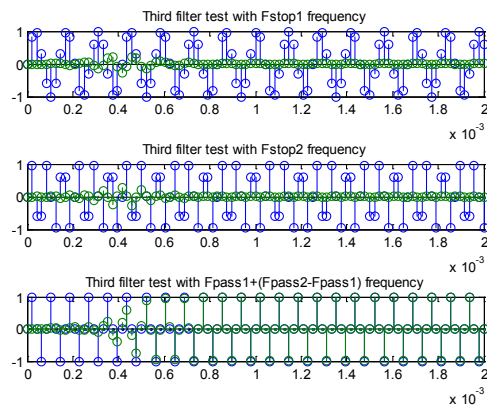 Third filter test with Fstop1 frequency
1
0
-1
0 0.2 0.4 0.6 0.8 1 1.2 1.4 1.6 1.8 2
x 10⁻³
Third filter test with Fstop2 frequency
1
0
-1
0 0.2 0.4 0.6 0.8 1 1.2 1.4 1.6 1.8 2
x 10⁻³
Third filter test with Fpass1+(Fpass2-Fpass1) frequency
1
0
-1
0 0.2 0.4 0.6 0.8 1 1.2 1.4 1.6 1.8 2
x 10⁻³